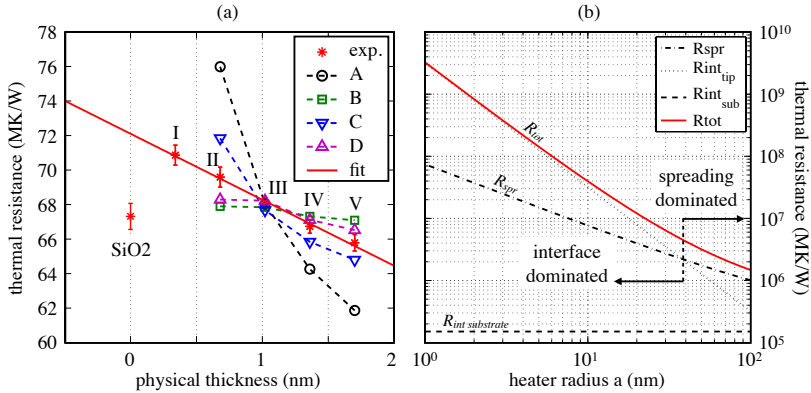 (a)
78
76
74
72
70
68
66
64
62
60
thermal resistance (MK/W)
0
1
2
physical thickness (nm)
SiO2
I
II
III
IV
V
exp.
A
B
C
D
fit
(b)
Rspr
Rint_tip
Rint_sub
Rtot
R_tot
R_spr
R_int substrate
spreading
dominated
interface
dominated
10^10
10^9
10^8
10^7
10^6
10^5
thermal resistance (MK/W)
10^0
10^1
10^2
heater radius a (nm)